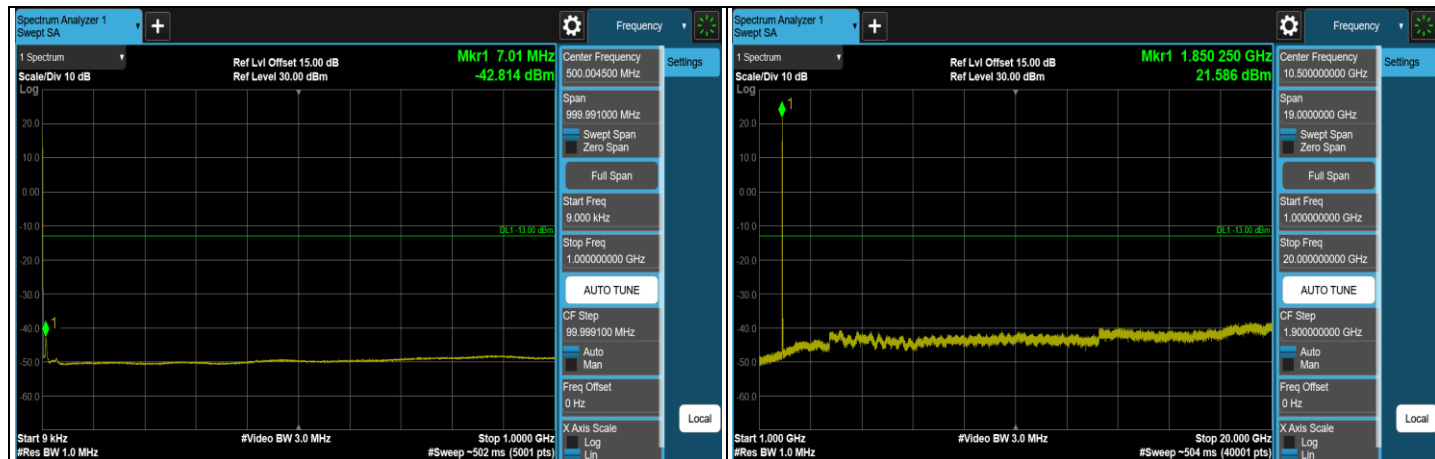 Spectrum Analyzer 1
Swept SA
+
Frequency
1 Spectrum
Scale/Div 10 dB
Log
Ref Lvl Offset 15.00 dB
Ref Level 30.00 dBm
Mkr1 7.01 MHz
-42.814 dBm
1
20.0
10.0
0.00
-10.0
-20.0
-30.0
-40.0
-50.0
-60.0
DL1 -13.00 dBm
Start 9 kHz
#Res BW 1.0 MHz
#Video BW 3.0 MHz
Stop 1.0000 GHz
#Sweep ~502 ms (5001 pts)
Center Frequency
500.004500 MHz
Span
999.991000 MHz
Swept Span
Zero Span
Full Span
Start Freq
9.000 kHz
Stop Freq
1.000000000 GHz
AUTO TUNE
CF Step
99.999100 MHz
Auto
Man
Freq Offset
0 Hz
X Axis Scale
Log
Lin
Settings
Local
Spectrum Analyzer 1
Swept SA
+
Frequency
1 Spectrum
Scale/Div 10 dB
Log
Ref Lvl Offset 15.00 dB
Ref Level 30.00 dBm
Mkr1 1.850 250 GHz
21.586 dBm
1
20.0
10.0
0.00
-10.0
-20.0
-30.0
-40.0
-50.0
-60.0
DL1 -13.00 dBm
Start 1.000 GHz
#Res BW 1.0 MHz
#Video BW 3.0 MHz
Stop 20.000 GHz
#Sweep ~504 ms (40001 pts)
Center Frequency
10.500000000 GHz
Span
19.0000000 GHz
Swept Span
Zero Span
Full Span
Start Freq
1.000000000 GHz
Stop Freq
20.000000000 GHz
AUTO TUNE
CF Step
1.900000000 GHz
Auto
Man
Freq Offset
0 Hz
X Axis Scale
Log
Lin
Settings
Local